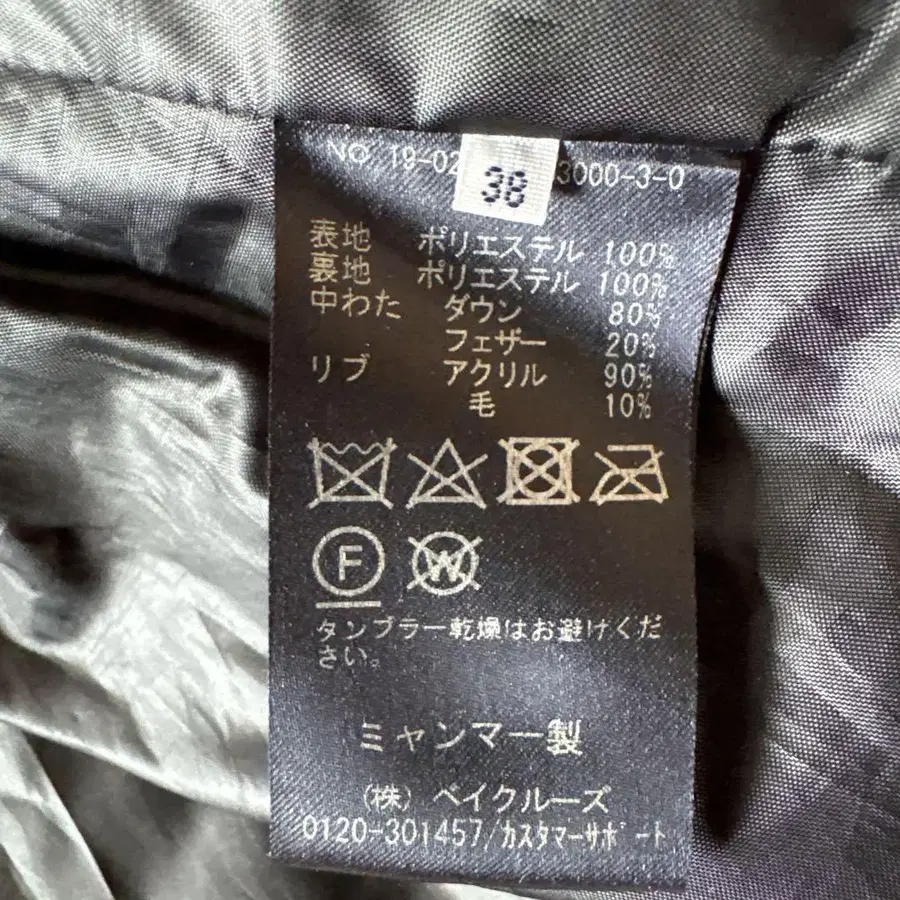 NO 19-02 3000-3-0
38
表地 ポリエステル 100%
裏地 ポリエステル 100%
中わた ダウン 80%
フェザー 20%
リブ アクリル 90%
毛 10%
F W
タンブラー乾燥はお避けくだ
さい。
ミャンマー製
(株) ベイクルーズ
0120-301457/カスタマーサポート